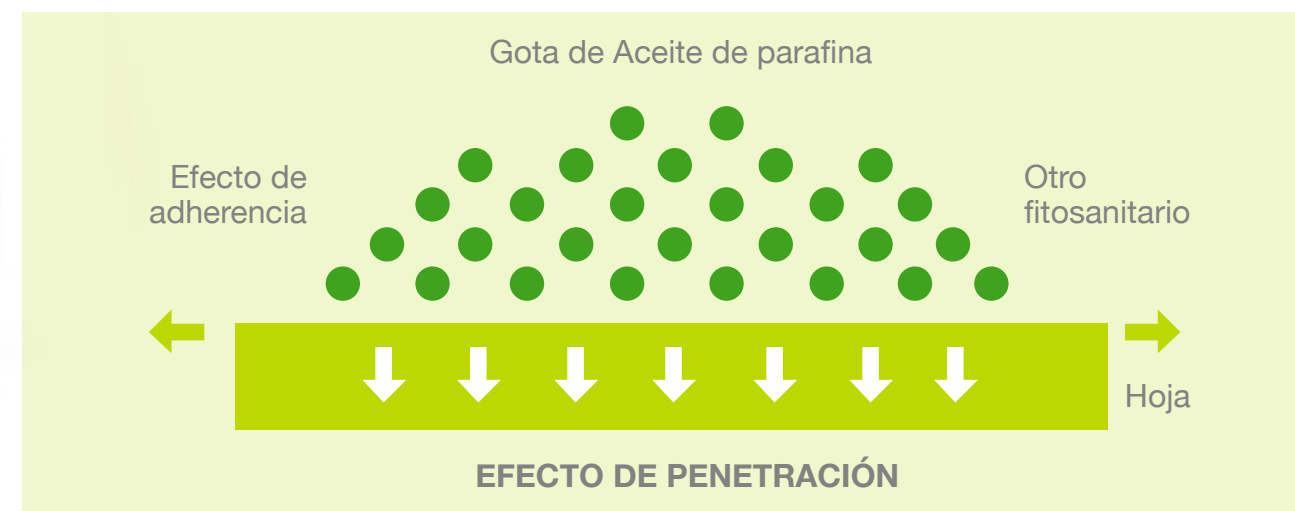 Gota de Aceite de parafina
Efecto de
adherencia
Otro
fitosanitario
Hoja
EFECTO DE PENETRACIÓN